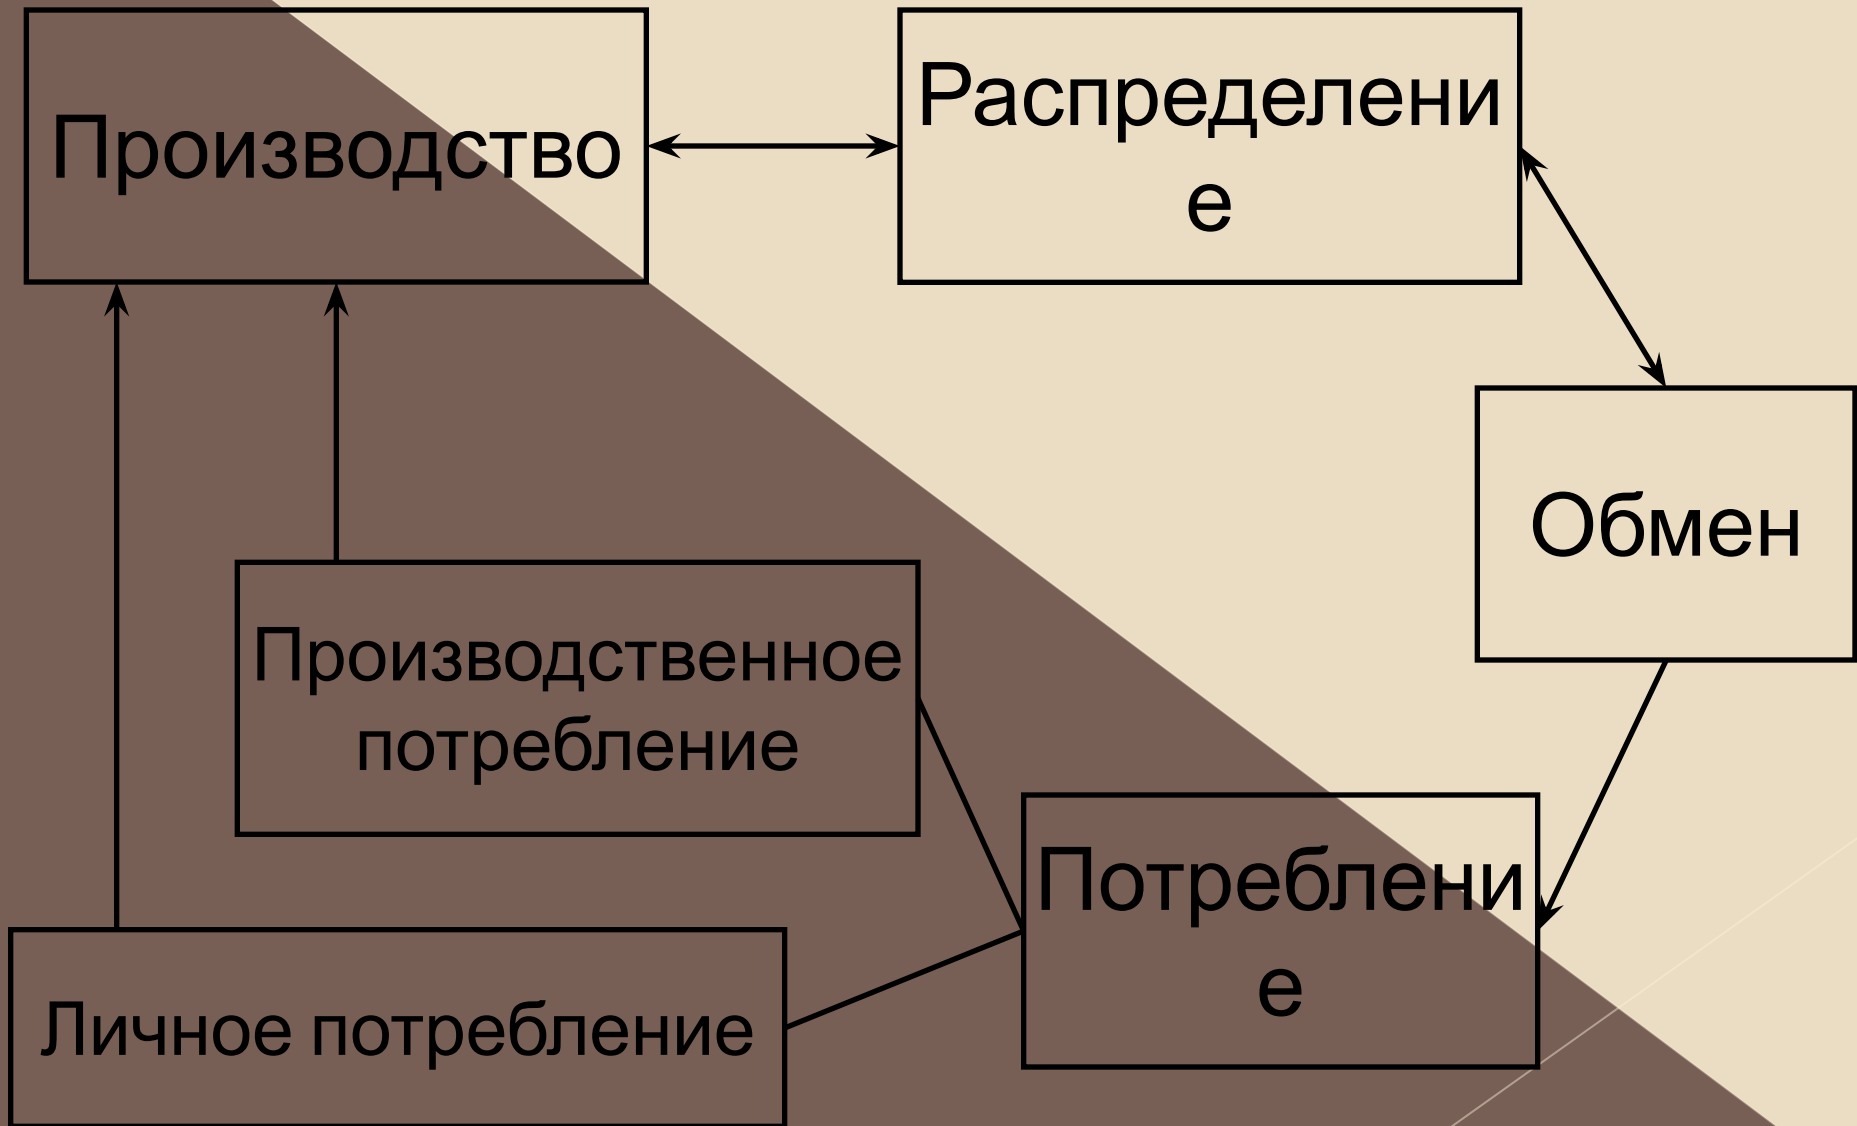 Производство
Распределени
е
Обмен
Производственное
потребление
Потреблени
е
Личное потребление